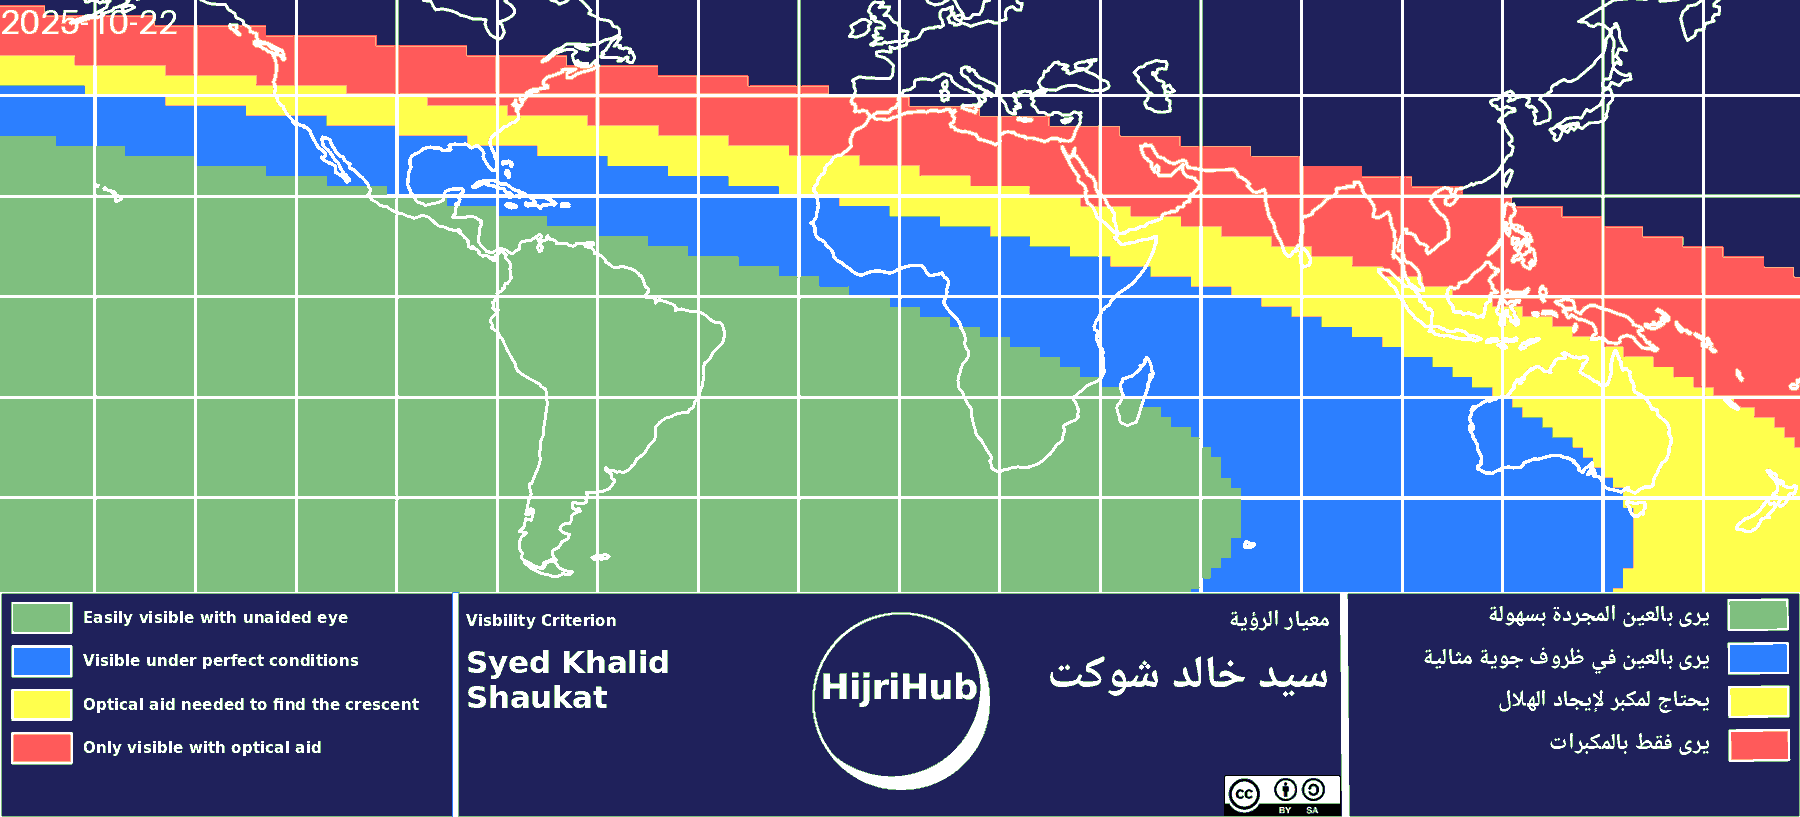 2025-10-22
Easily visible with unaided eye
Visible under perfect conditions
Optical aid needed to find the crescent
Only visible with optical aid
Visbility Criterion
Syed Khalid
Shaukat
HijriHub
معيار الرؤية
سيد خالد شوكت
cc
BY SA
يرى بالعين المجردة بسهولة
يرى بالعين في ظروف جوية مثالية
يحتاج لمكبر لإيجاد الهلال
يرى فقط بالمكبرات